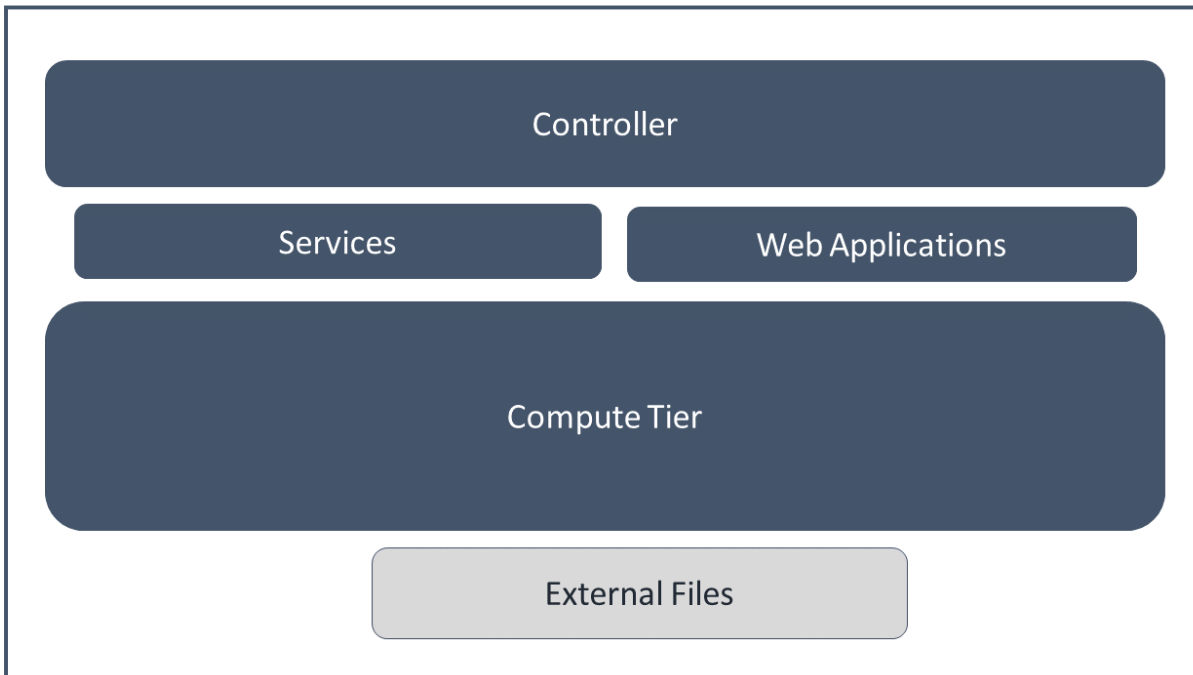 Controller
Services
Web Applications
Compute Tier
External Files